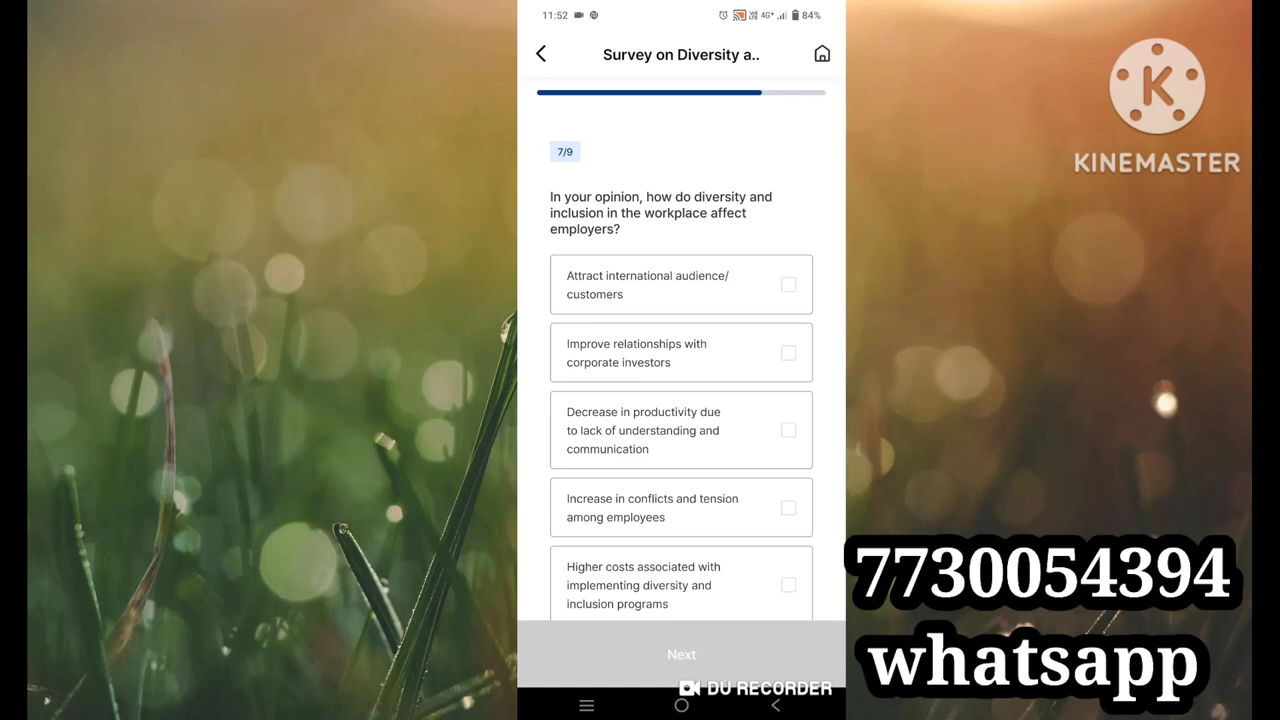 11:52
4G+
84%
Survey on Diversity a..
7/9
In your opinion, how do diversity and
inclusion in the workplace affect
employers?
Attract international audience/
customers
Improve relationships with
corporate investors
Decrease in productivity due
to lack of understanding and
communication
Increase in conflicts and tension
among employees
Higher costs associated with
implementing diversity and
inclusion programs
Next
DU RECORDER
K
KINEMASTER
7730054394
whatsapp